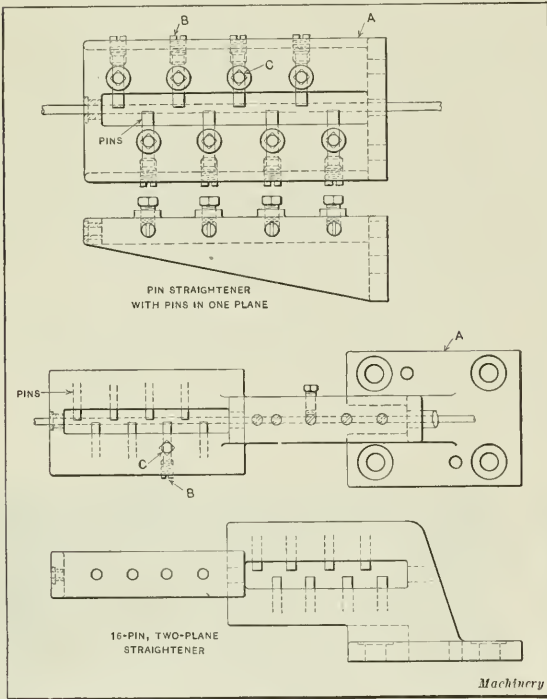 B
A
C
PINS
PIN STRAIGHTENER
WITH PINS IN ONE PLANE
A
PINS
C
B
16-PIN, TWO-PLANE
STRAIGHTENER
Machinery